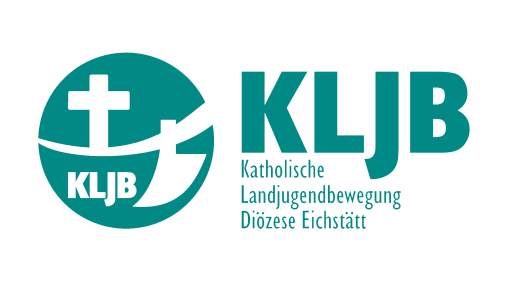 KLJB
KLJB
Katholische
Landjugendbewegung
Diözese Eichstätt